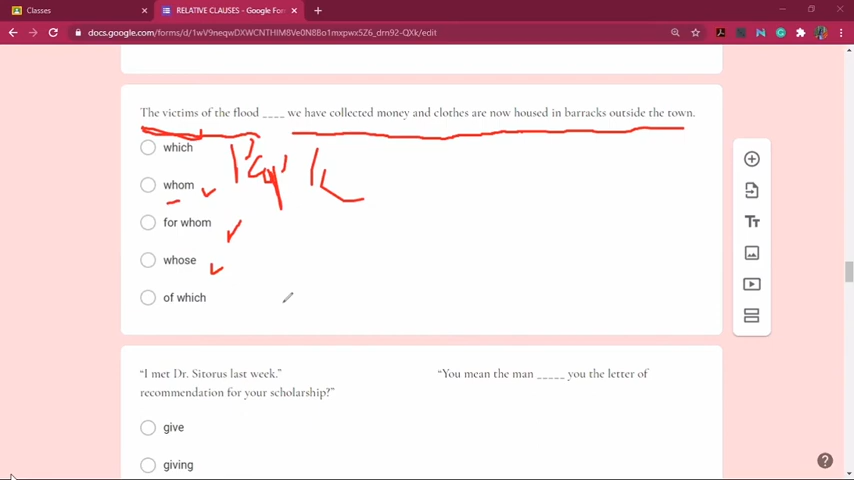 Classes
RELATIVE CLAUSES - Google For
docs.google.com/forms/d/1wV9neqwDXWCNTHIM8Ve0N8Bo1mxpwx5Z6_drn92-QXk/edit
The victims of the flood ____ we have collected money and clothes are now housed in barracks outside the town.
which
whom
for whom
whose
of which
"I met Dr. Sitorus last week." "You mean the man _____ you the letter of
recommendation for your scholarship?"
give
giving